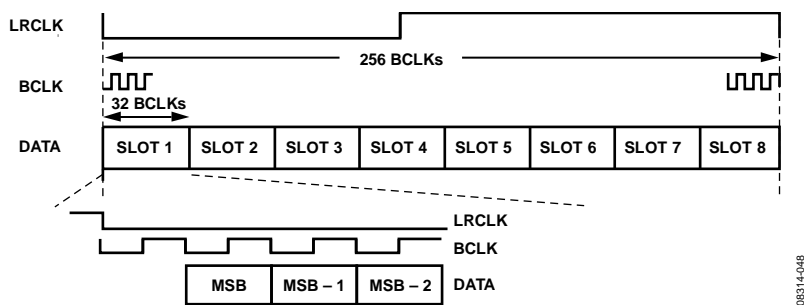 LRCLK
256 BCLKs
BCLK
32 BCLKs
DATA SLOT 1 SLOT 2 SLOT 3 SLOT 4 SLOT 5 SLOT 6 SLOT 7 SLOT 8
LRCLK
BCLK
MSB MSB – 1 MSB – 2 DATA
08314-048